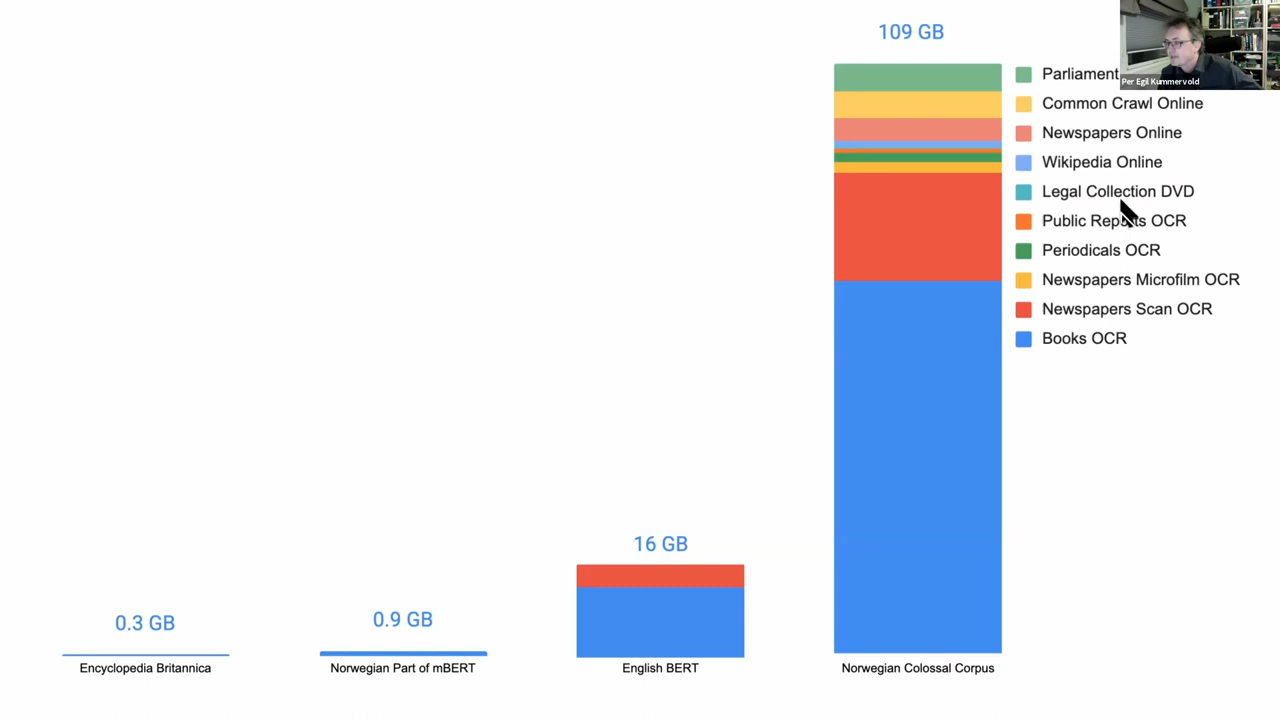 109 GB
Per Egil Kummervold
Parliament
Common Crawl Online
Newspapers Online
Wikipedia Online
Legal Collection DVD
Public Reports OCR
Periodicals OCR
Newspapers Microfilm OCR
Newspapers Scan OCR
Books OCR
16 GB
0.9 GB
0.3 GB
Encyclopedia Britannica
Norwegian Part of mBERT
English BERT
Norwegian Colossal Corpus